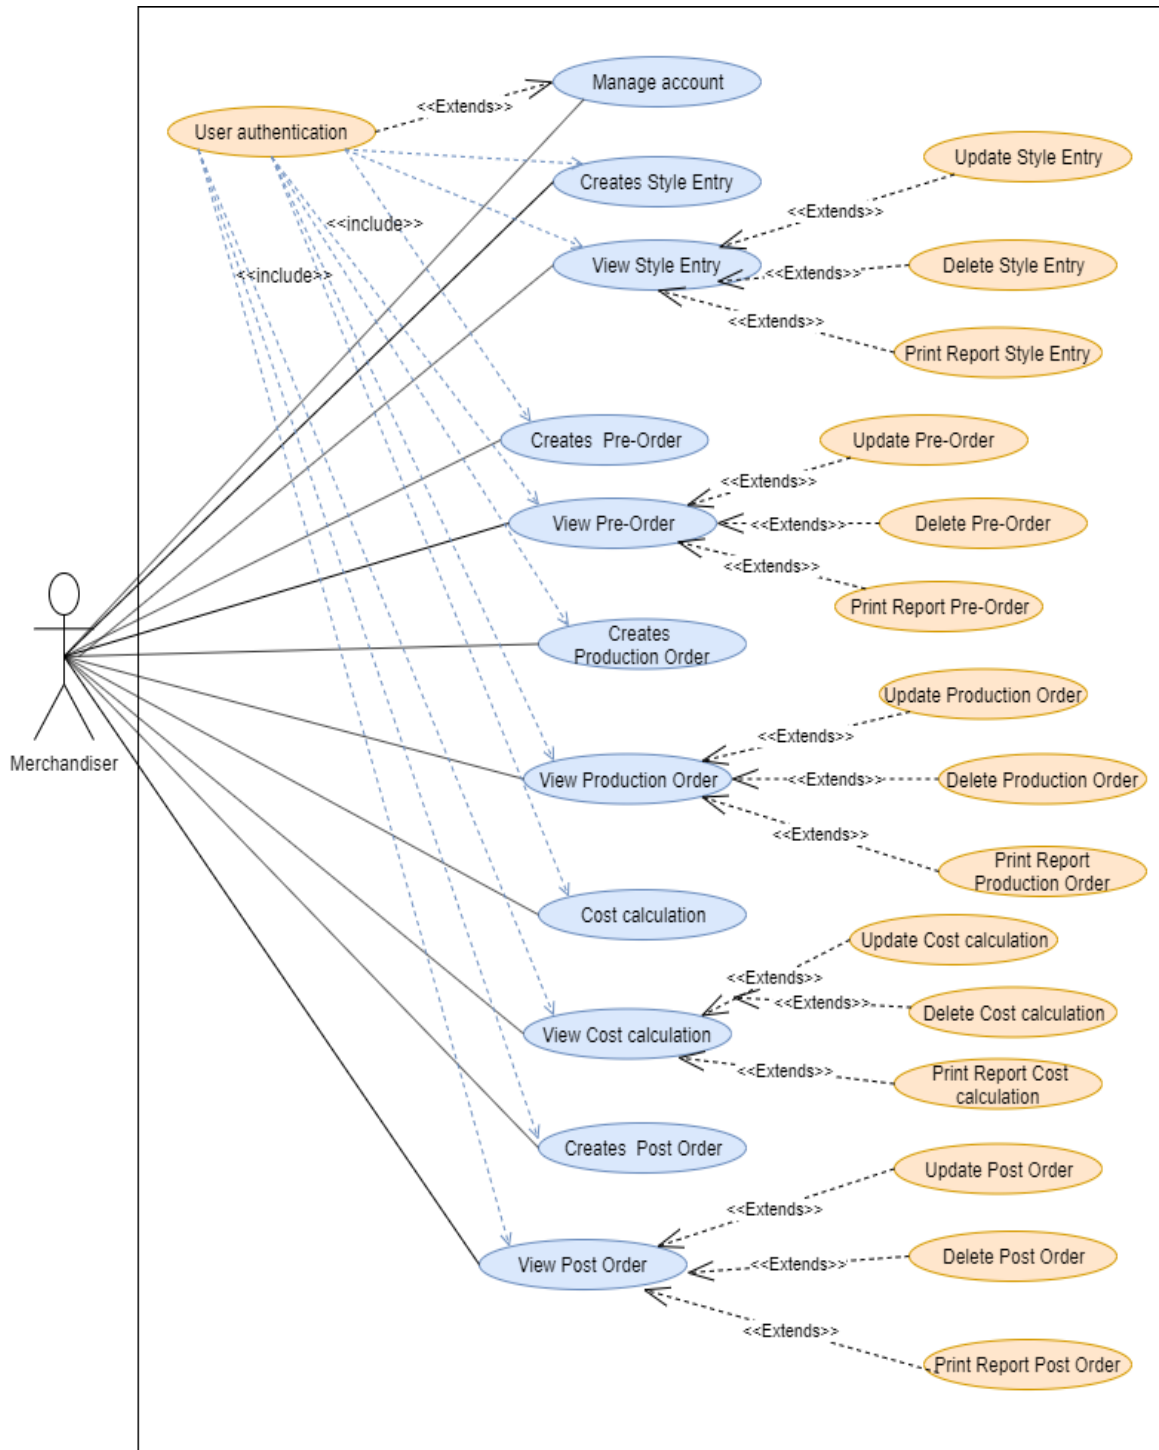 Manage account
<<Extends>>
User authentication
Creates Style Entry
Update Style Entry
<<Extends>>
<<include>>
View Style Entry
Delete Style Entry
<<Extends>>
<<include>>
<<Extends>>
Print Report Style Entry
Creates  Pre-Order
Update Pre-Order
<<Extends>>
View Pre-Order
<<Extends>>
Delete Pre-Order
<<Extends>>
Print Report Pre-Order
Creates
Production Order
Update Production Order
<<Extends>>
Merchandiser
View Production Order
<<Extends>>
Delete Production Order
<<Extends>>
Print Report
Production Order
Cost calculation
Update Cost calculation
<<Extends>>
<<Extends>>
Delete Cost calculation
View Cost calculation
<<Extends>>
Print Report Cost
calculation
Creates  Post Order
Update Post Order
<<Extends>>
View Post Order
<<Extends>>
Delete Post Order
<<Extends>>
Print Report Post Order